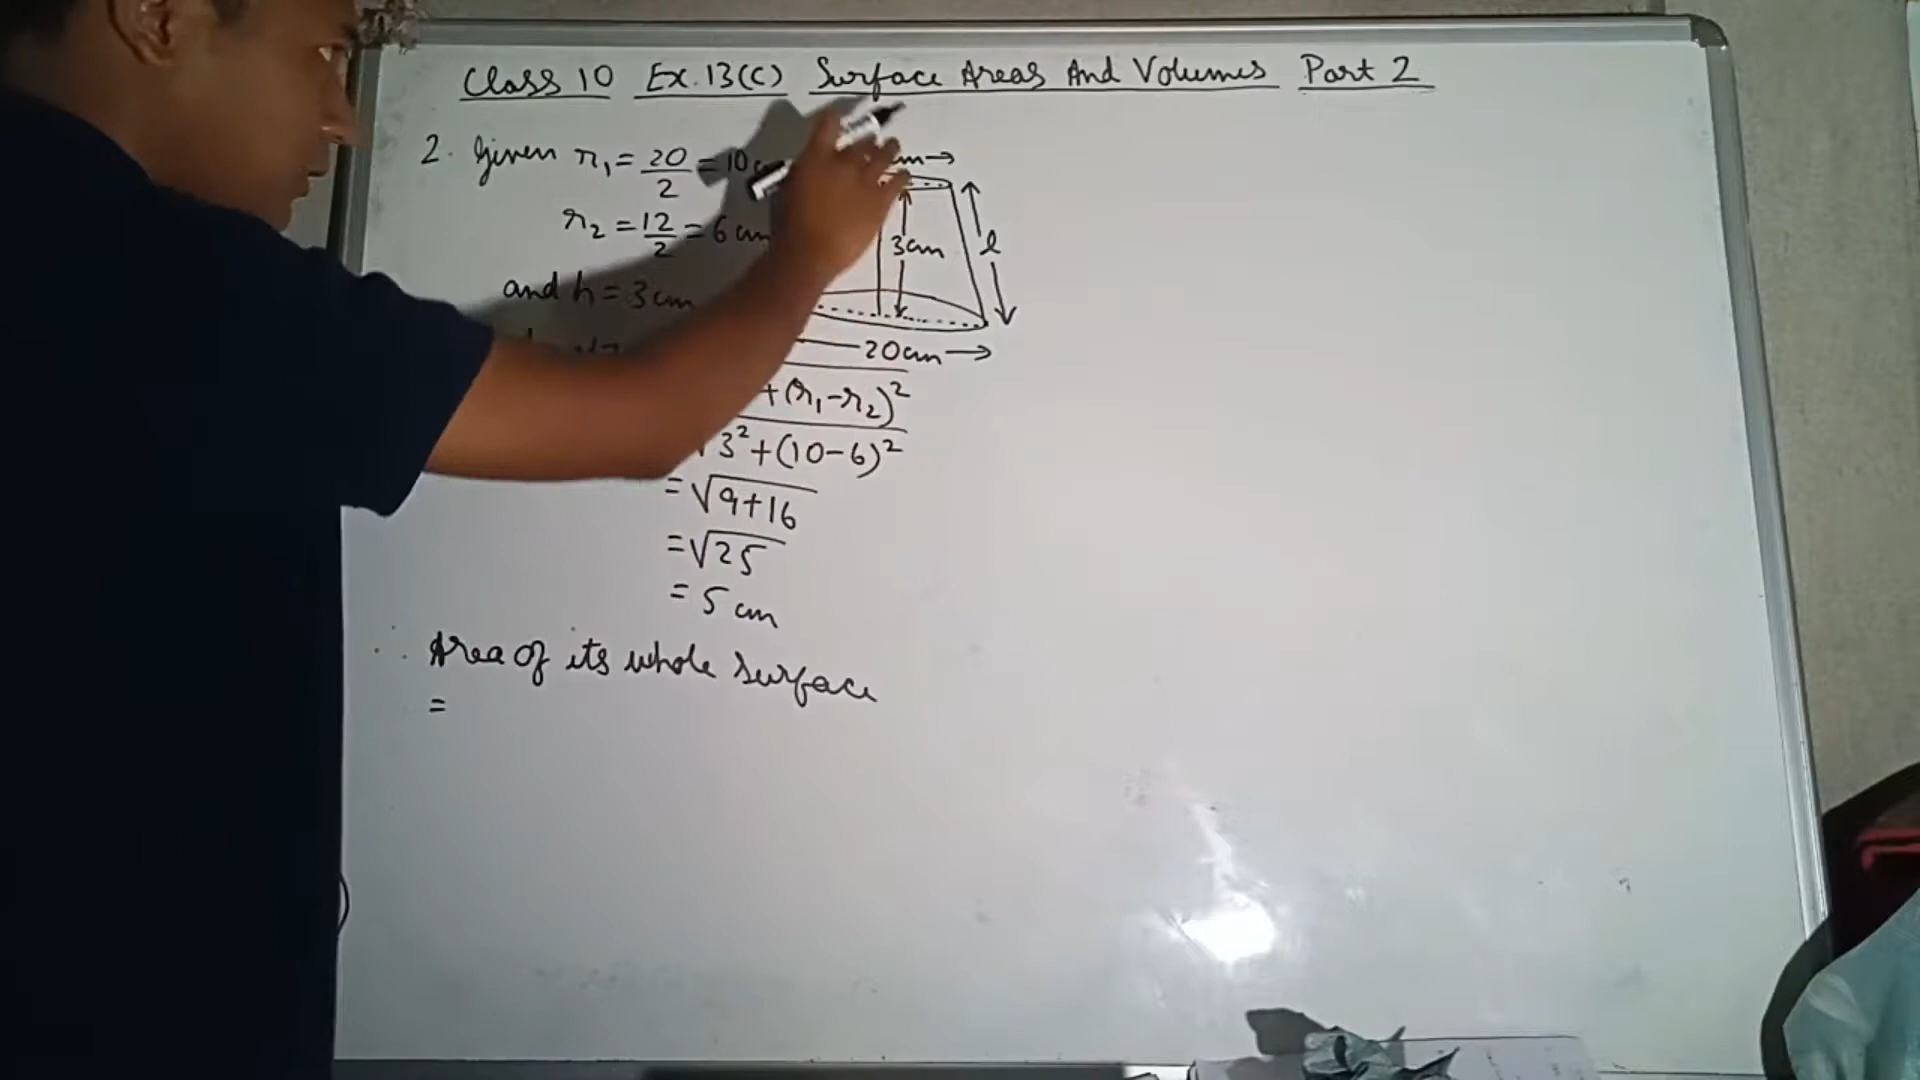 Class 10 Ex. 13(C) Surface Areas And Volumes Part 2
2. Given r₁ = 20/2 = 10
r₂ = 12/2 = 6 cm
and h = 3 cm
3cm
l
20cm
+(r₁-r₂)²
3²+(10-6)²
= √9+16
= √25
= 5 cm
∴ Area of its whole surface
=